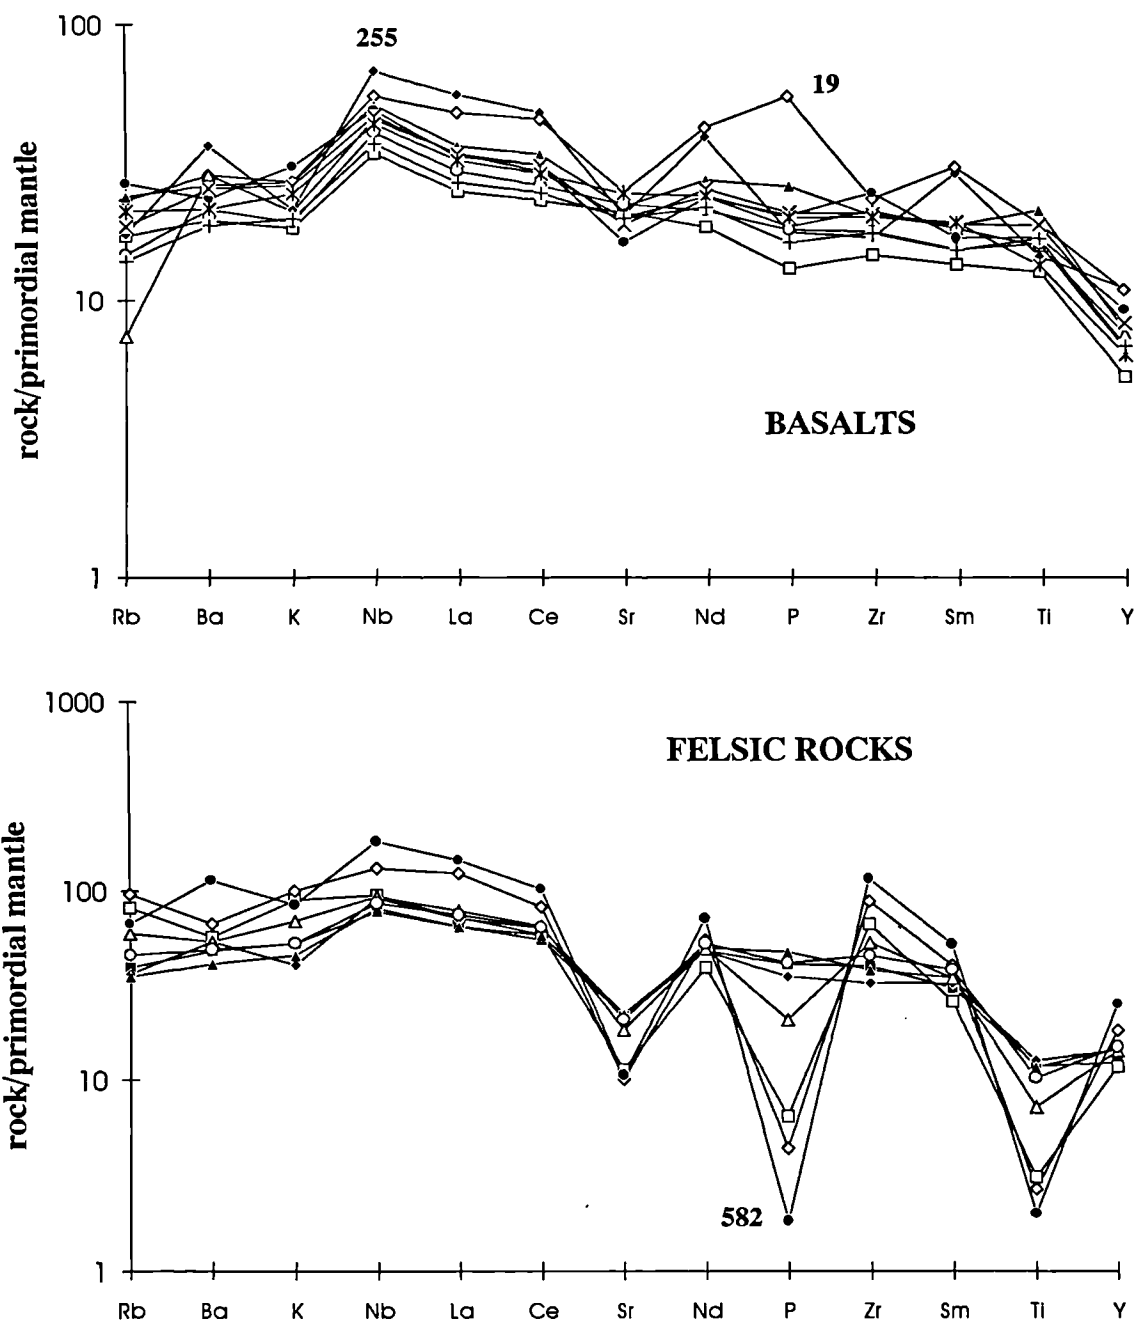 100
255
19
rock/primordial mantle
10
BASALTS
1
Rb Ba K Nb La Ce Sr Nd P Zr Sm Ti Y
1000
FELSIC ROCKS
rock/primordial mantle
100
10
582
1
Rb Ba K Nb La Ce Sr Nd P Zr Sm Ti Y